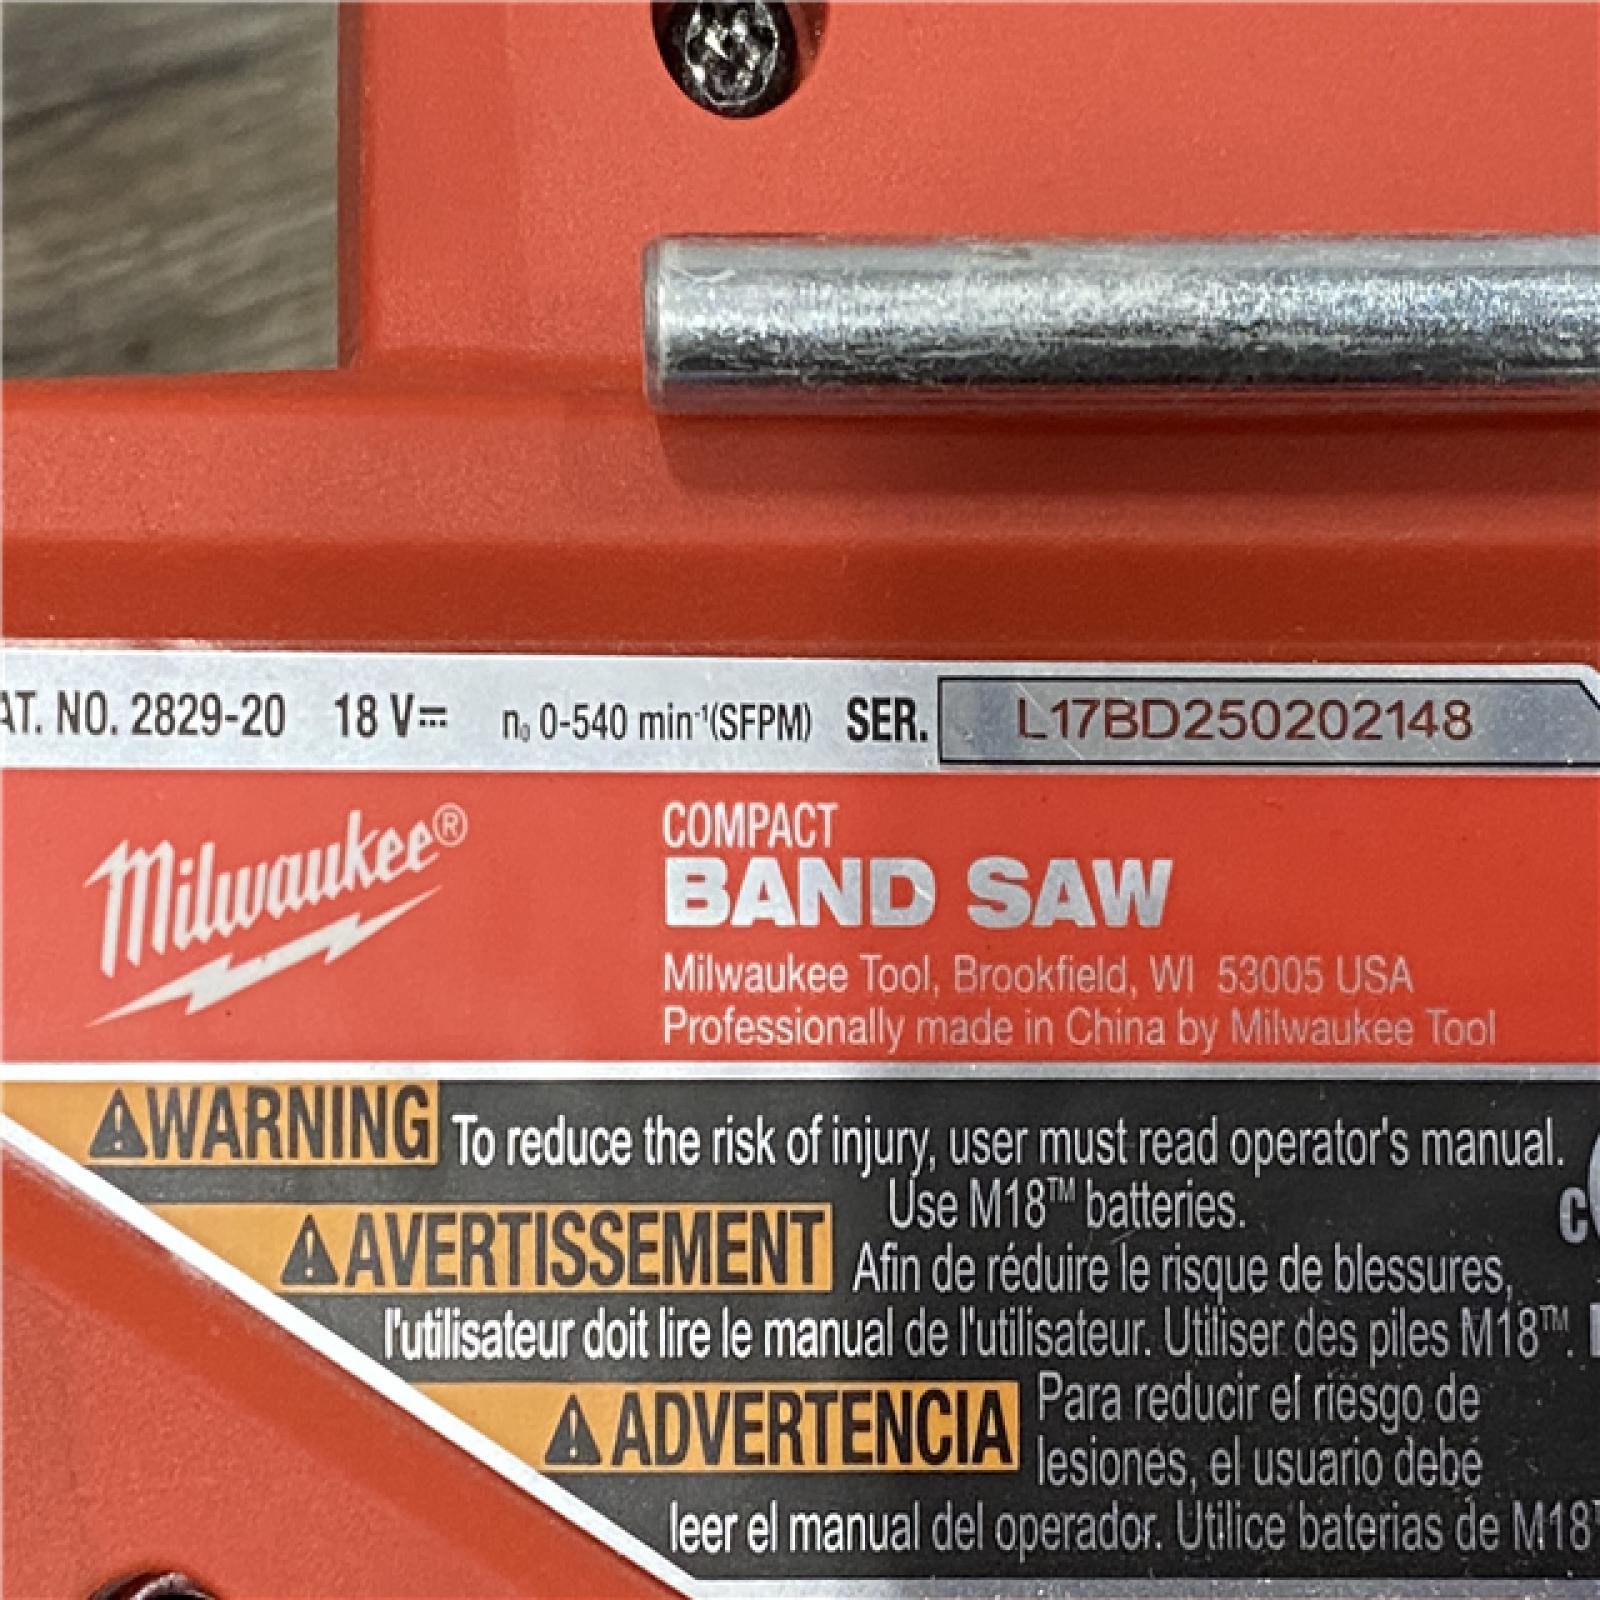 AT. NO. 2829-20 18 V⎓ n₀ 0-540 min⁻¹(SFPM) SER. L17BD250202148
Milwaukee®
COMPACT
BAND SAW
Milwaukee Tool, Brookfield, WI 53005 USA
Professionally made in China by Milwaukee Tool
⚠WARNING To reduce the risk of injury, user must read operator's manual.
Use M18™ batteries.
⚠AVERTISSEMENT Afin de réduire le risque de blessures,
l'utilisateur doit lire le manual de l'utilisateur. Utiliser des piles M18™.
⚠ADVERTENCIA Para reducir el riesgo de
lesiones, el usuario debé
leer el manual del operador. Utilice baterias de M18